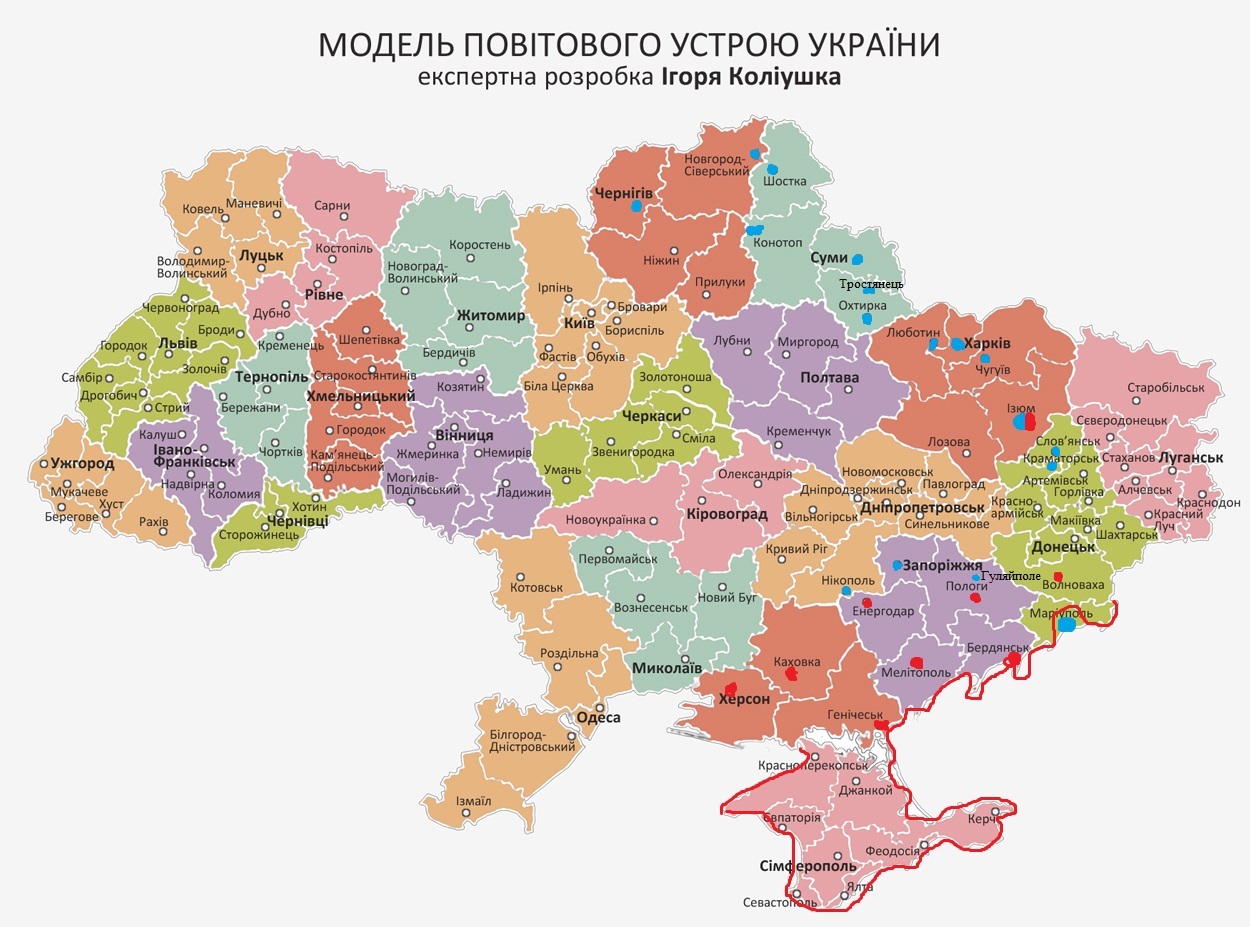 МОДЕЛЬ ПОВІТОВОГО УСТРОЮ УКРАЇНИ
експертна розробка Ігоря Коліушка
Новгород-
Сіверський
Шостка
Чернігів
Ковель
Маневичі
Сарни
Костопіль
Коростень
Конотоп
Ніжин
Суми
Володимир-
Волинський
Луцьк
Новоград-
Волинський
Прилуки
Тростянець
Рівне
Ірпінь
Охтирка
Червоноград
Дубно
Житомир
Бровари
Київ
Бориспіль
Броди
Кременець
Шепетівка
Люботин
Харків
Городок
Львів
Лубни
Миргород
Бердичів
Фастів
Обухів
Чугуїв
Золочів
Самбір
Тернопіль
Старокостянтинів
Козятин
Біла Церква
Золотоноша
Полтава
Старобільськ
Дрогобич
Стрий
Бережани
Хмельницький
Ізюм
Черкаси
Сєвєродонецьк
Калуш
Городок
Вінниця
Кременчук
Лозова
Слов’янськ
Івано-
Франківськ
Чортків
Кам’янець-
Подільський
Жмеринка
Немирів
Звенигородка
Сміла
Краматорськ
Стаханов
Луганськ
Ужгород
Умань
Олександрія
Новомосковськ
Артемівськ
Надвірна
Коломия
Могилів-
Подільський
Ладижин
Дніпродзержинськ
Павлоград
Горлівка
Алчевськ
Мукачеве
Хуст
Хотин
Красно-
армійськ
Краснодон
Берегове
Рахів
Чернівці
Новоукраїнка
Кіровоград
Вільногірськ
Дніпропетровськ
Синельникове
Макіївка
Красний
Луч
Сторожинець
Шахтарськ
Донецьк
Кривий Ріг
Первомайськ
Запоріжжя
Гуляйполе
Котовськ
Нікополь
Пологи
Волноваха
Вознесенськ
Новий Буг
Енергодар
Маріуполь
Роздільна
Бердянськ
Миколаїв
Каховка
Мелітополь
Херсон
Одеса
Генічеськ
Білгород-
Дністровський
Красноперекопськ
Джанкой
Ізмаїл
Євпаторія
Керч
Феодосія
Сімферополь
Ялта
Севастополь